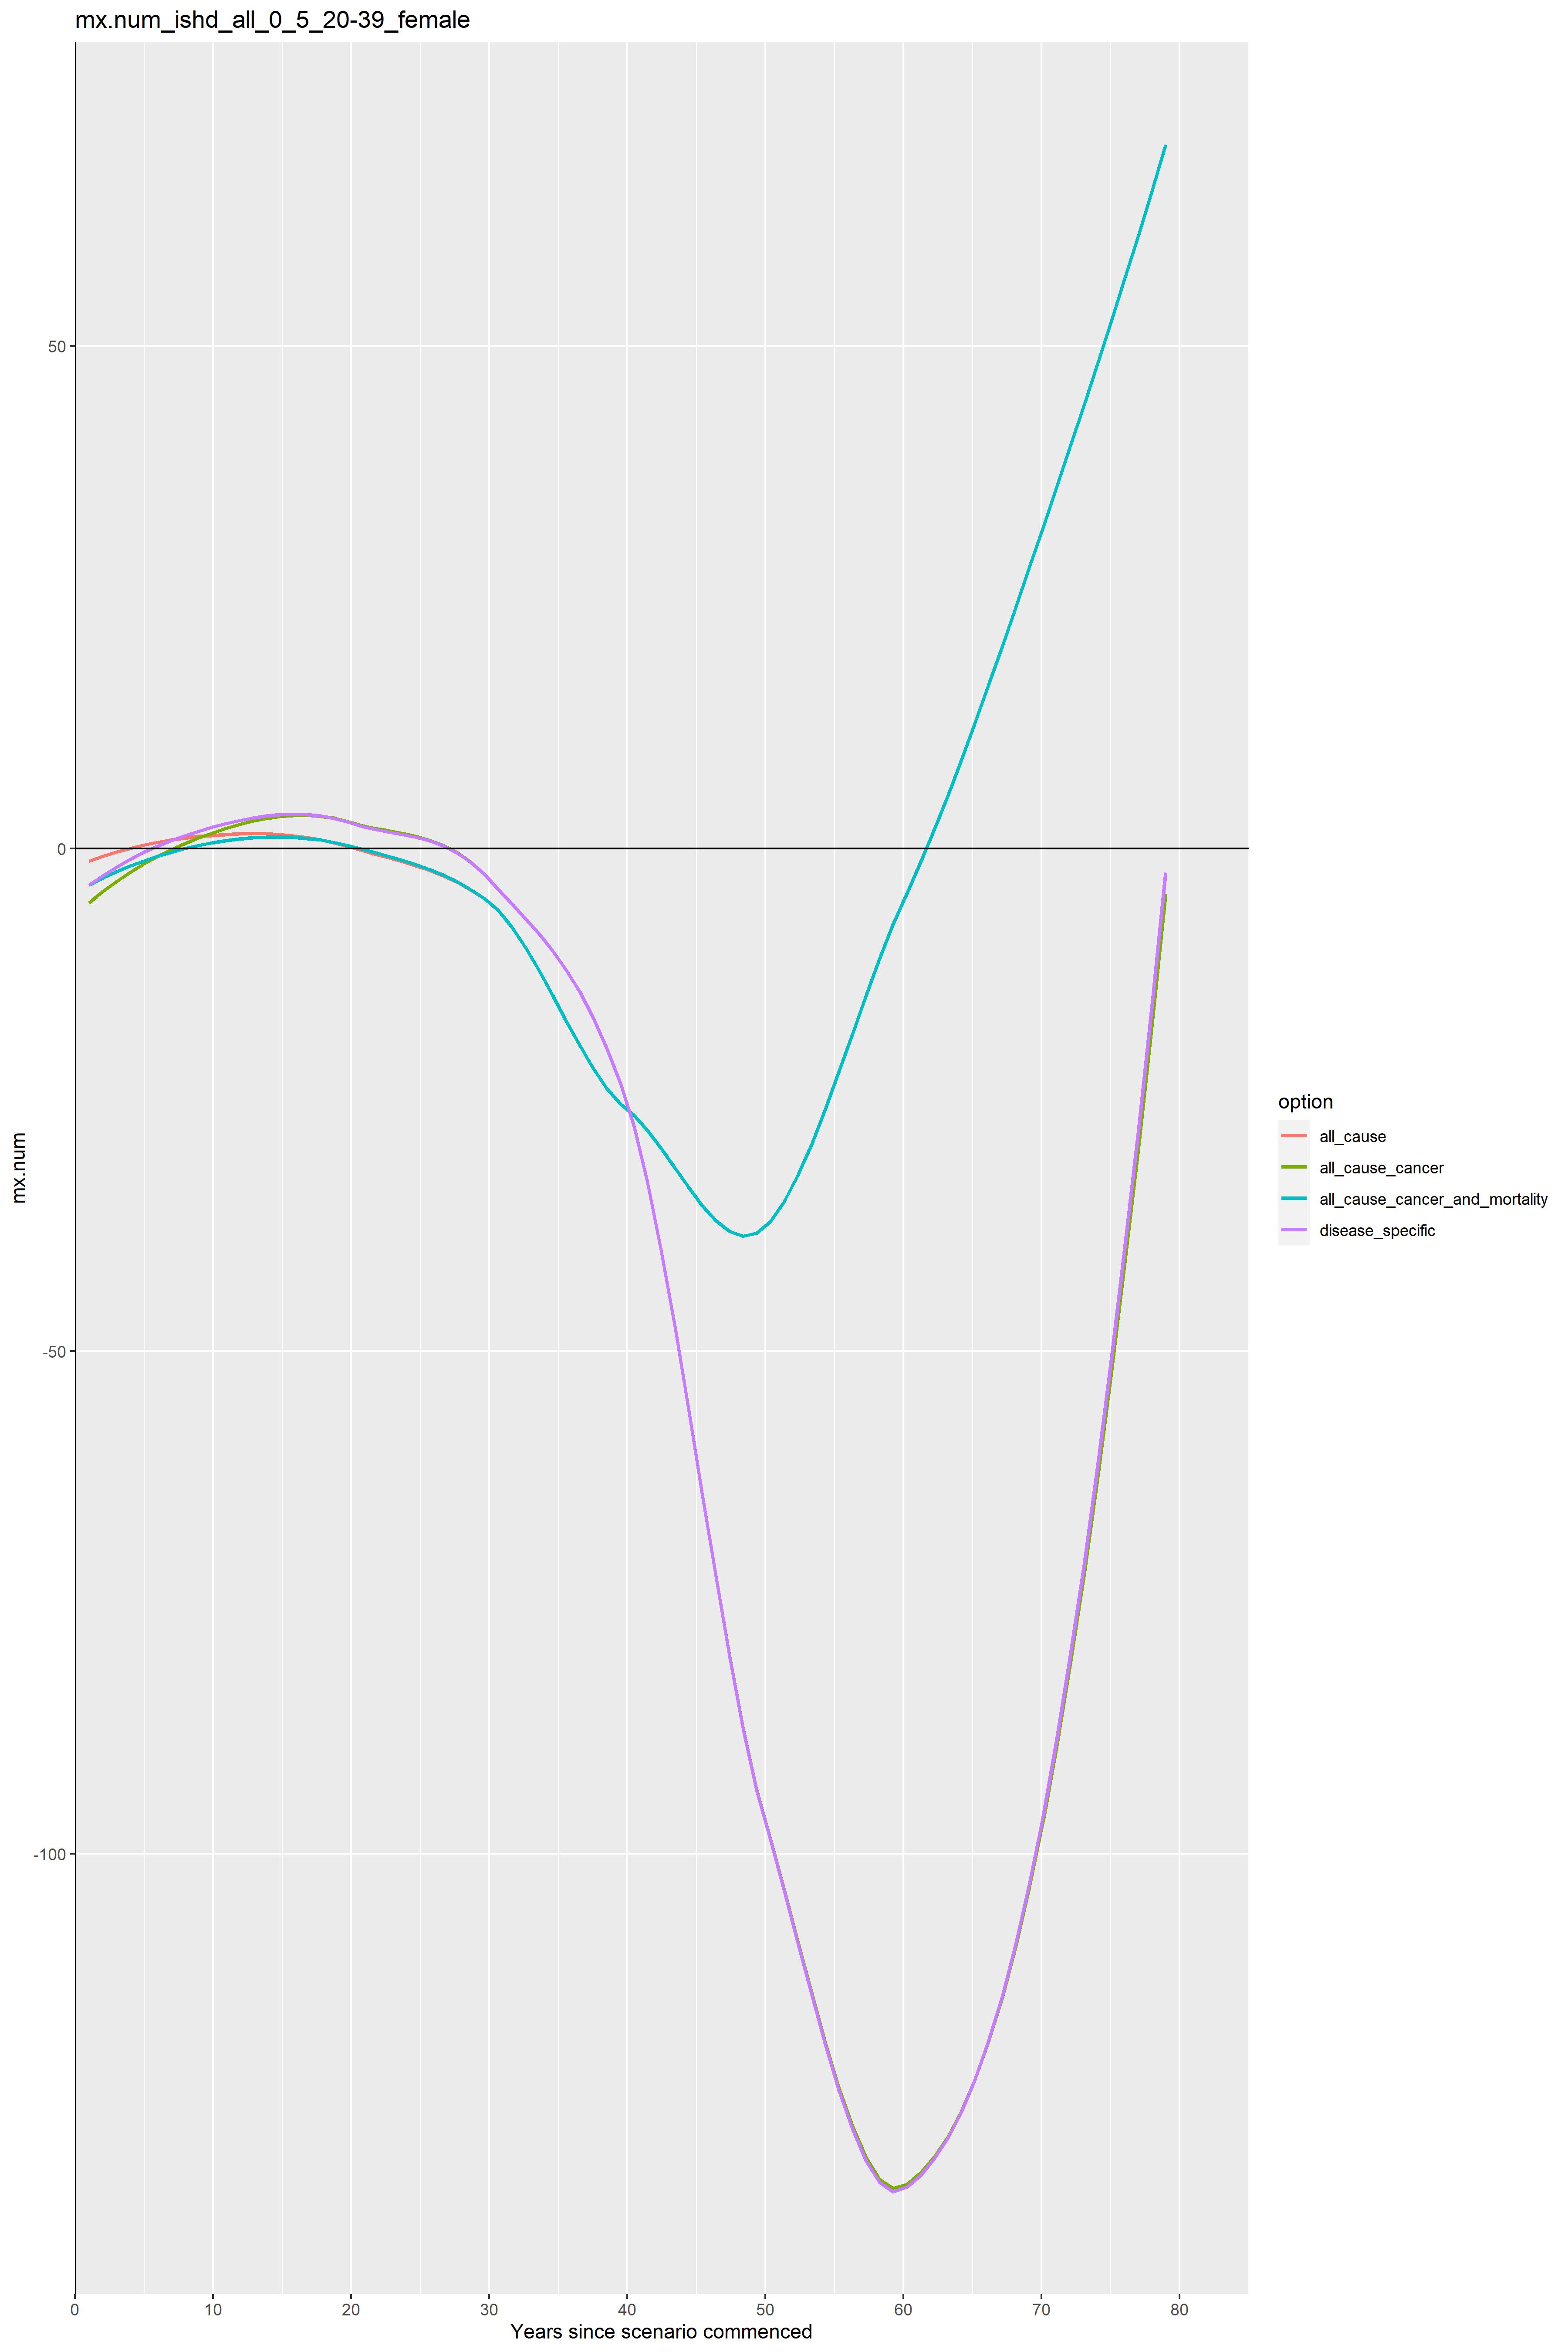 mx.num_ishd_all_0_5_20-39_female
50
0
-50
-100
mx.num
0 10 20 30 40 50 60 70 80
Years since scenario commenced
option
all_cause
all_cause_cancer
all_cause_cancer_and_mortality
disease_specific